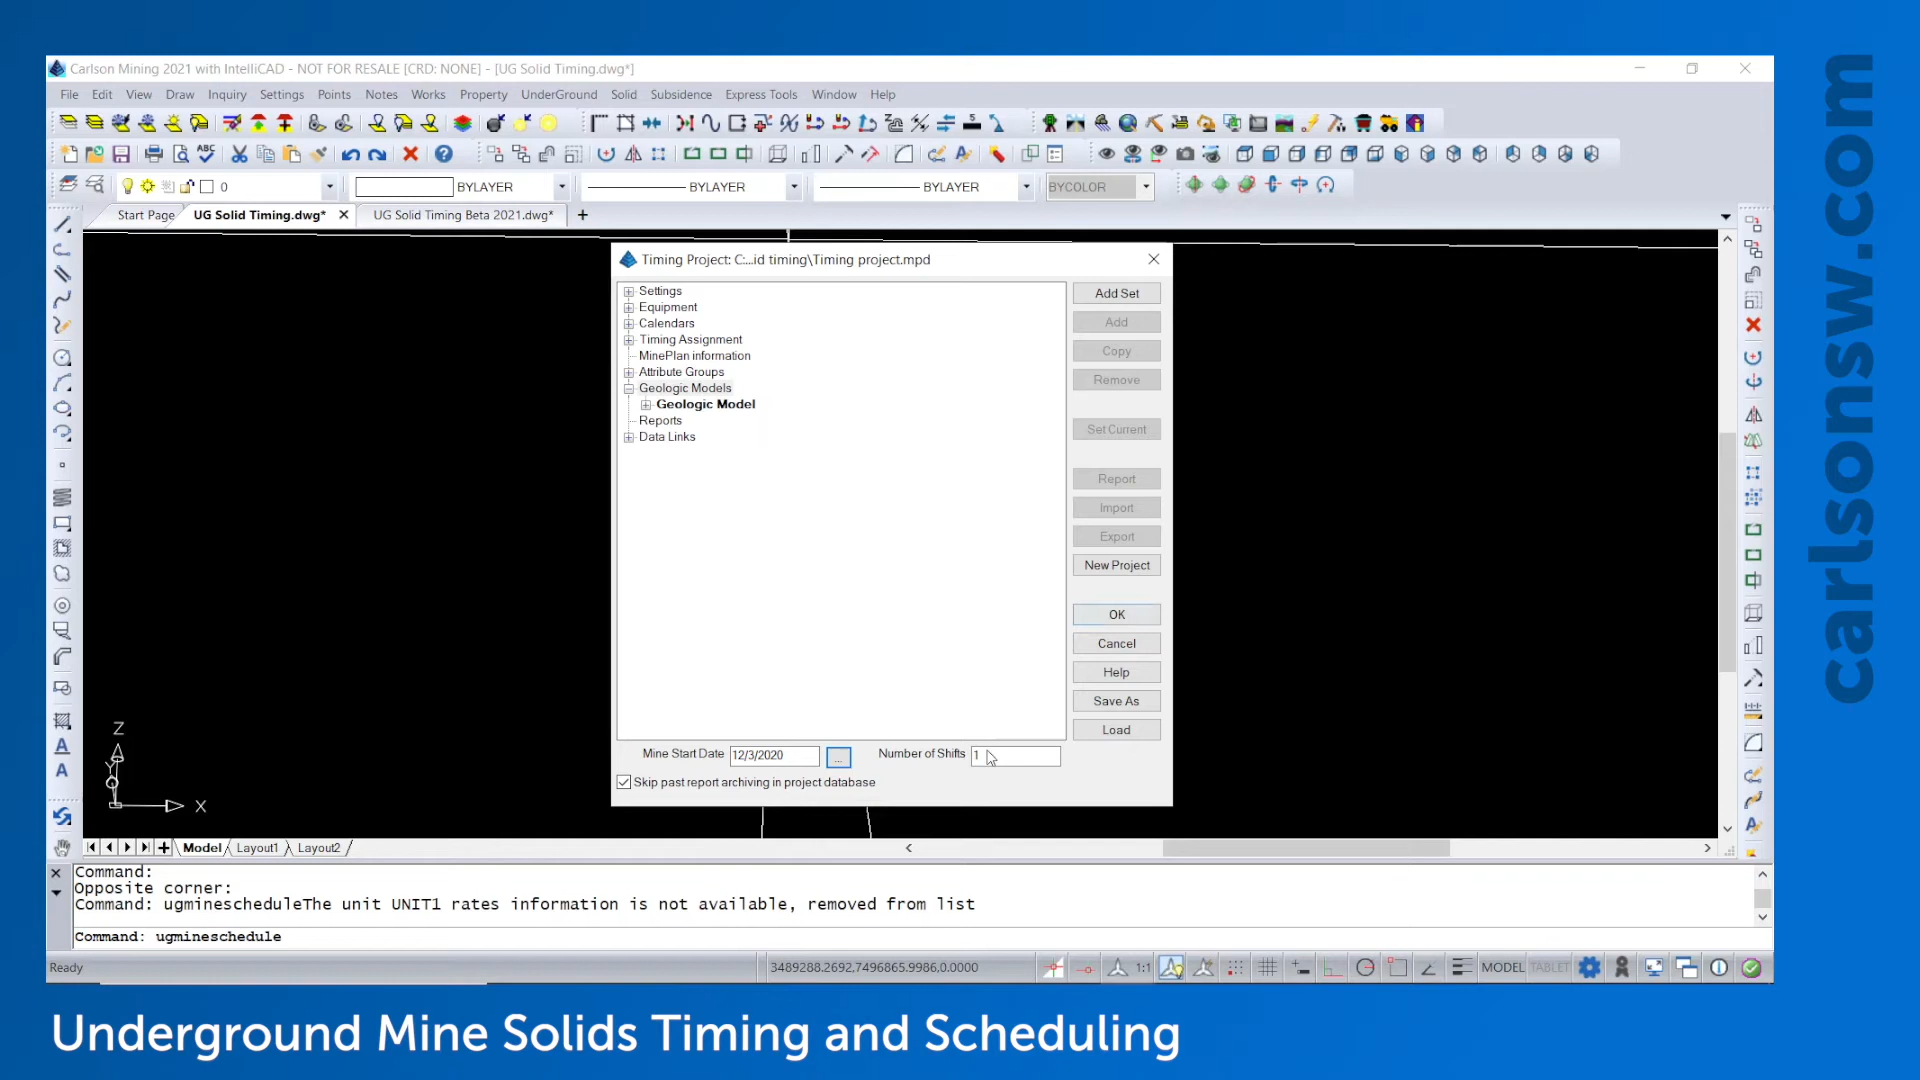 Carlson Mining 2021 with IntelliCAD - NOT FOR RESALE [CRD: NONE] - [UG Solid Timing.dwg*]
File Edit View Draw Inquiry Settings Points Notes Works Property UnderGround Solid Subsidence Express Tools Window Help
0 BYLAYER BYLAYER BYLAYER BYCOLOR
Start Page UG Solid Timing.dwg* UG Solid Timing Beta 2021.dwg*
Timing Project: C:...id timing\Timing project.mpd
Settings
Equipment
Calendars
Timing Assignment
MinePlan information
Attribute Groups
Geologic Models
Geologic Model
Reports
Data Links
Add Set
Add
Copy
Remove
Set Current
Report
Import
Export
New Project
OK
Cancel
Help
Save As
Load
Mine Start Date 12/3/2020 ... Number of Shifts 1
Skip past report archiving in project database
Z
Y
X
Model Layout1 Layout2
Command:
Opposite corner:
Command: ugminescheduleThe unit UNIT1 rates information is not available, removed from list
Command: ugmineschedule
Ready 3489288.2692,7496865.9986,0.0000 1:1 MODEL TABLET
Underground Mine Solids Timing and Scheduling
carlsonsw.com